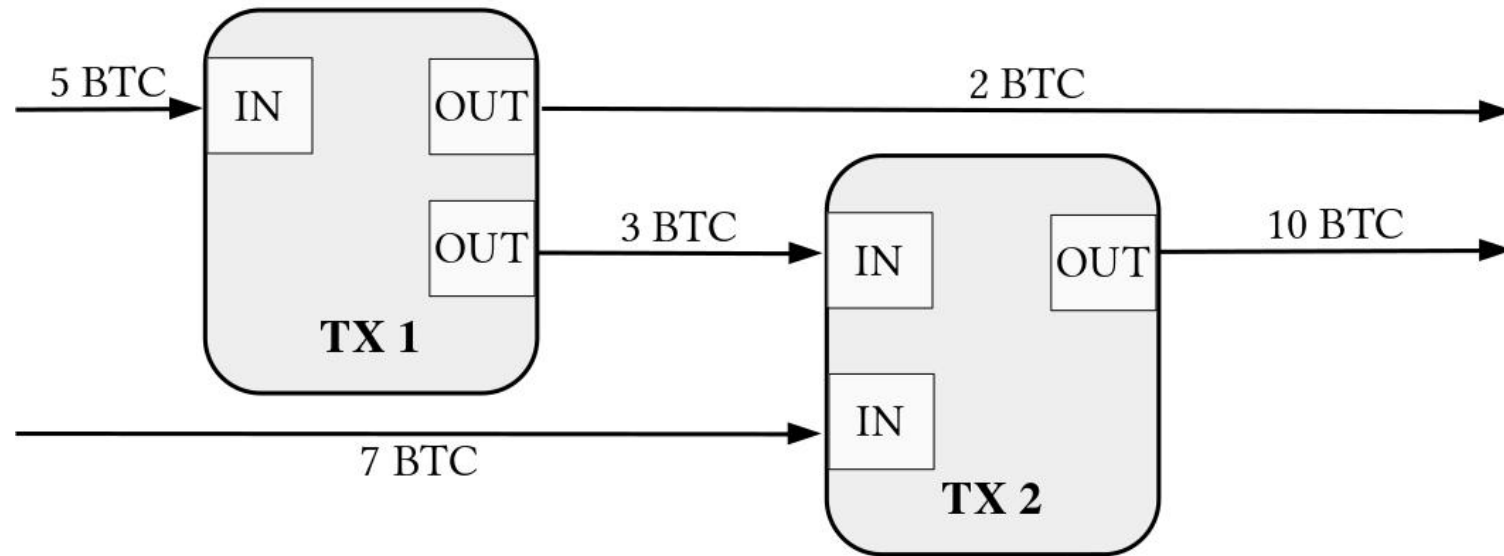 5 BTC
IN
OUT
2 BTC
OUT
3 BTC
TX 1
IN
OUT
10 BTC
7 BTC
IN
TX 2